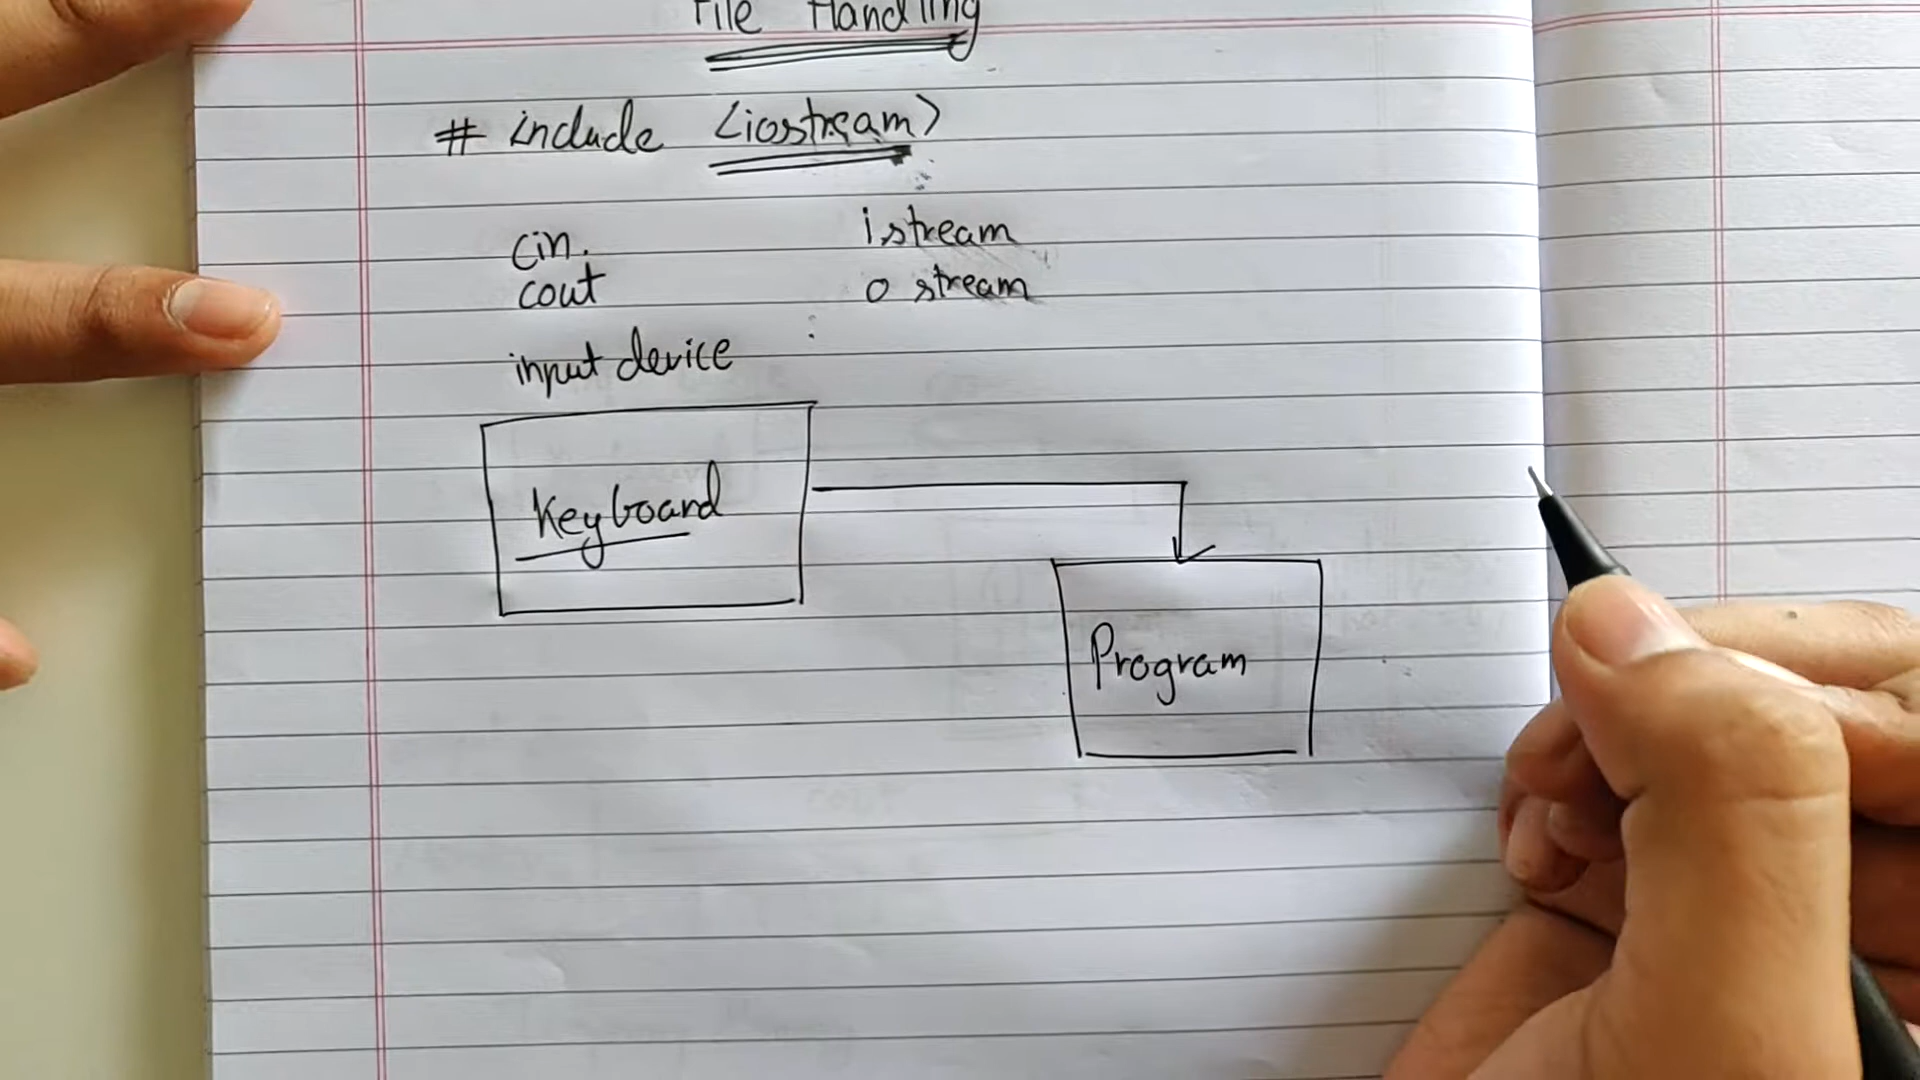 File Handling
# include <iostream>
cin. istream
cout o stream
input device
Keyboard
Program